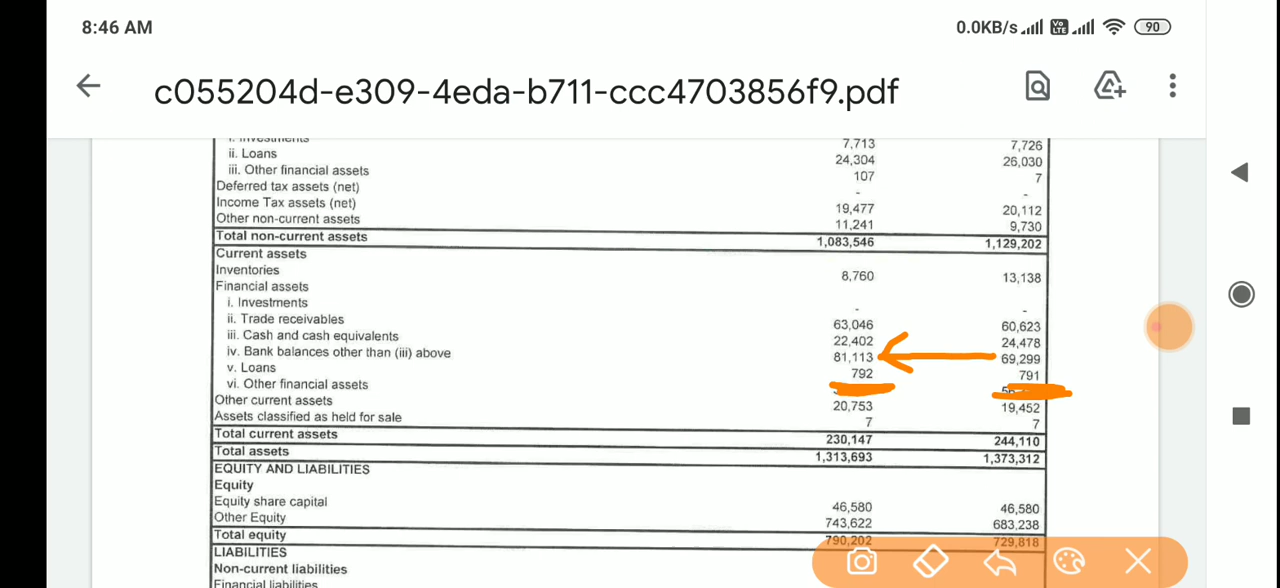 8:46 AM 0.0KB/s Vo LTE 90
c055204d-e309-4eda-b711-ccc4703856f9.pdf
i. Investments 7,713 7,726
ii. Loans 24,304 26,030
iii. Other financial assets 107 7
Deferred tax assets (net) - -
Income Tax assets (net) 19,477 20,112
Other non-current assets 11,241 9,730
Total non-current assets 1,083,546 1,129,202
Current assets
Inventories 8,760 13,138
Financial assets
i. Investments - -
ii. Trade receivables 63,046 60,623
iii. Cash and cash equivalents 22,402 24,478
iv. Bank balances other than (iii) above 81,113 69,299
v. Loans 792 791
vi. Other financial assets
Other current assets 20,753 19,452
Assets classified as held for sale 7 7
Total current assets 230,147 244,110
Total assets 1,313,693 1,373,312
EQUITY AND LIABILITIES
Equity
Equity share capital 46,580 46,580
Other Equity 743,622 683,238
Total equity 790,202 729,818
LIABILITIES
Non-current liabilities
Financial liabilities